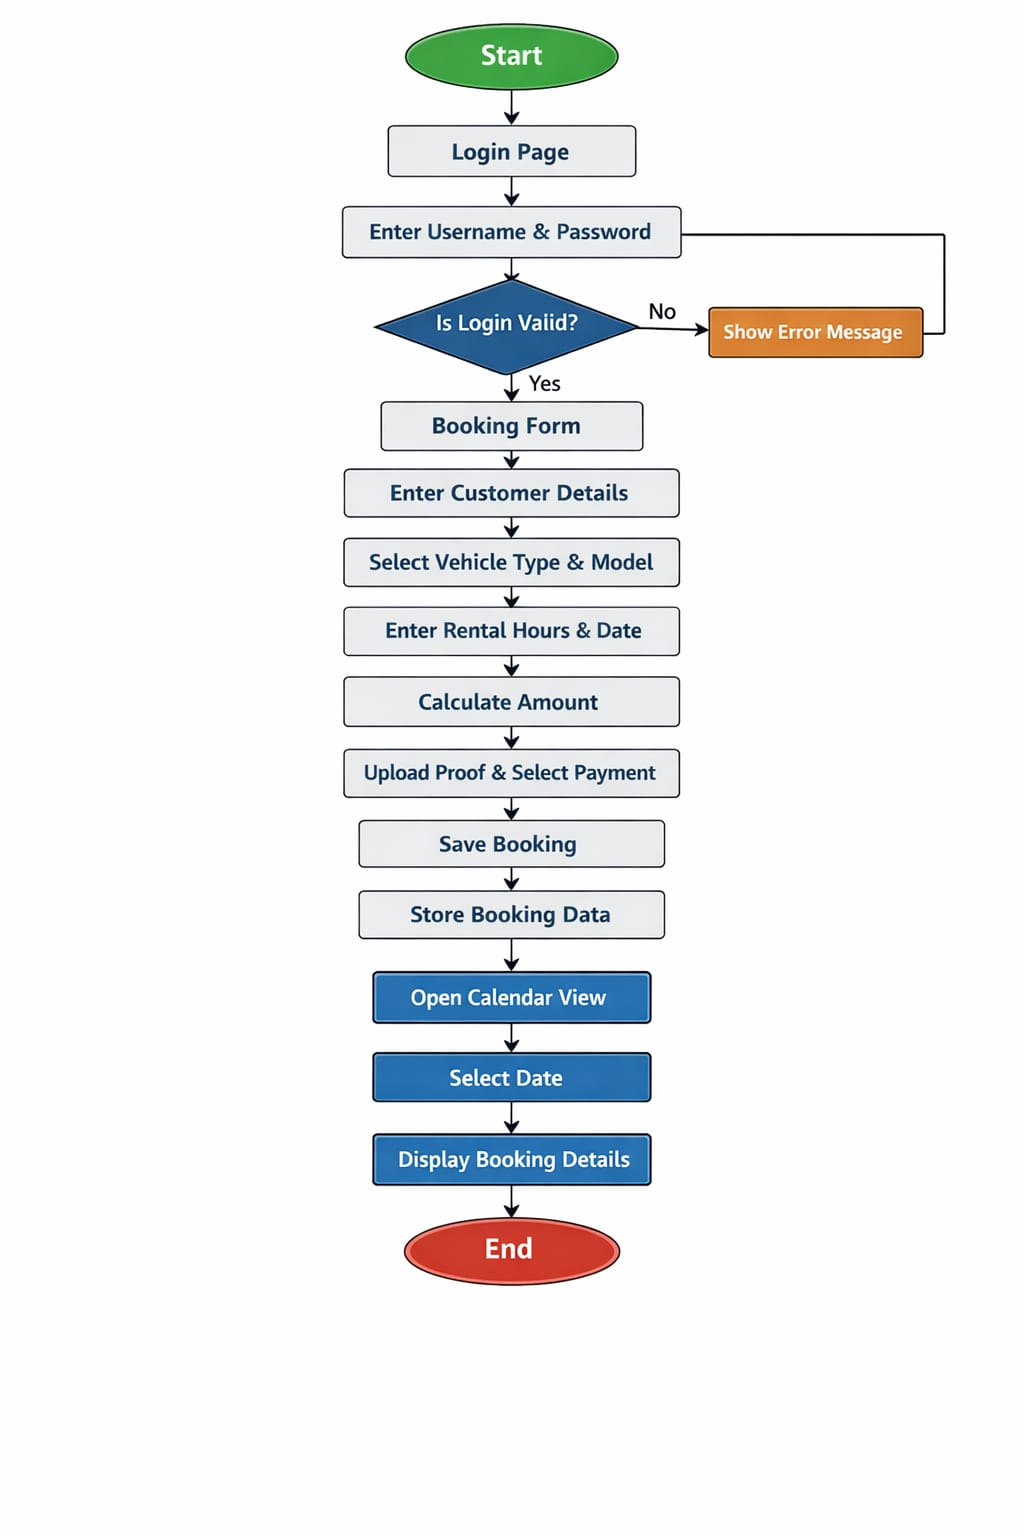 Start
Login Page
Enter Username & Password
Is Login Valid?
No
Show Error Message
Yes
Booking Form
Enter Customer Details
Select Vehicle Type & Model
Enter Rental Hours & Date
Calculate Amount
Upload Proof & Select Payment
Save Booking
Store Booking Data
Open Calendar View
Select Date
Display Booking Details
End